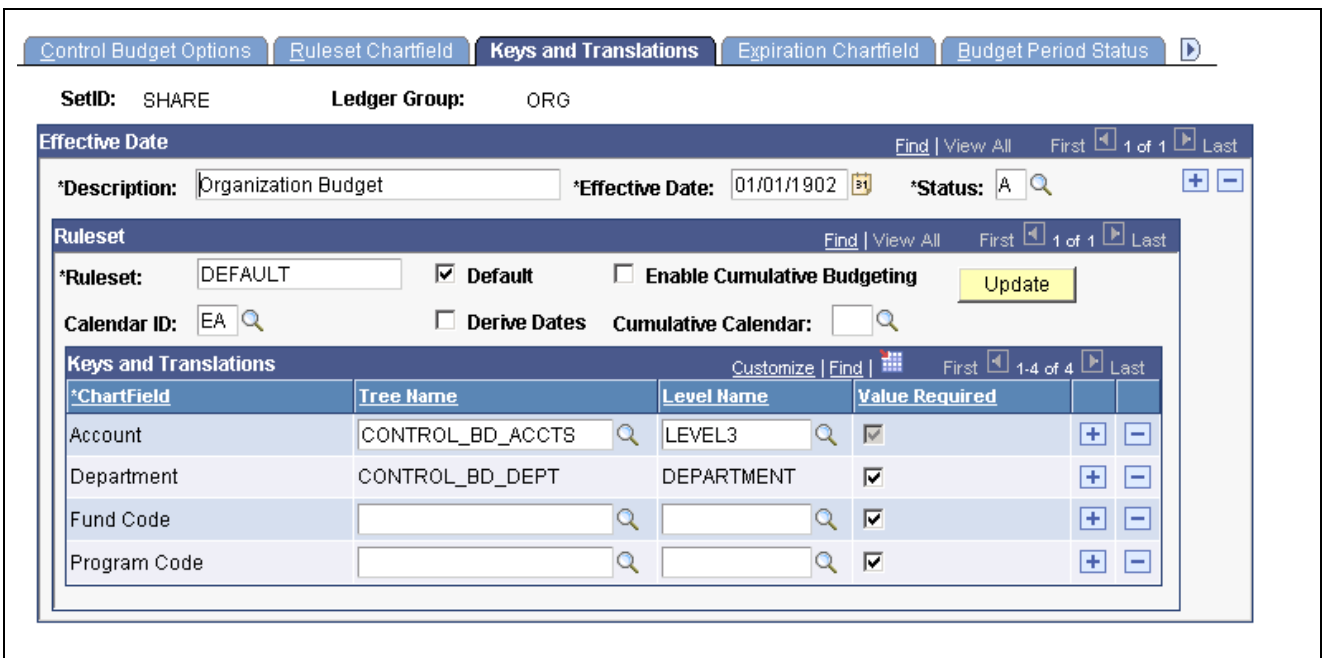 Control Budget Options Ruleset Chartfield Keys and Translations Expiration Chartfield Budget Period Status
SetID: SHARE Ledger Group: ORG
Effective Date Find | View All First 1 of 1 Last
*Description: Organization Budget *Effective Date: 01/01/1902 31 *Status: A
Ruleset Find | View All First 1 of 1 Last
*Ruleset: DEFAULT Default Enable Cumulative Budgeting Update
Calendar ID: EA Derive Dates Cumulative Calendar:
Keys and Translations Customize | Find | First 1-4 of 4 Last
*ChartField Tree Name Level Name Value Required
Account CONTROL_BD_ACCTS LEVEL3
Department CONTROL_BD_DEPT DEPARTMENT
Fund Code
Program Code